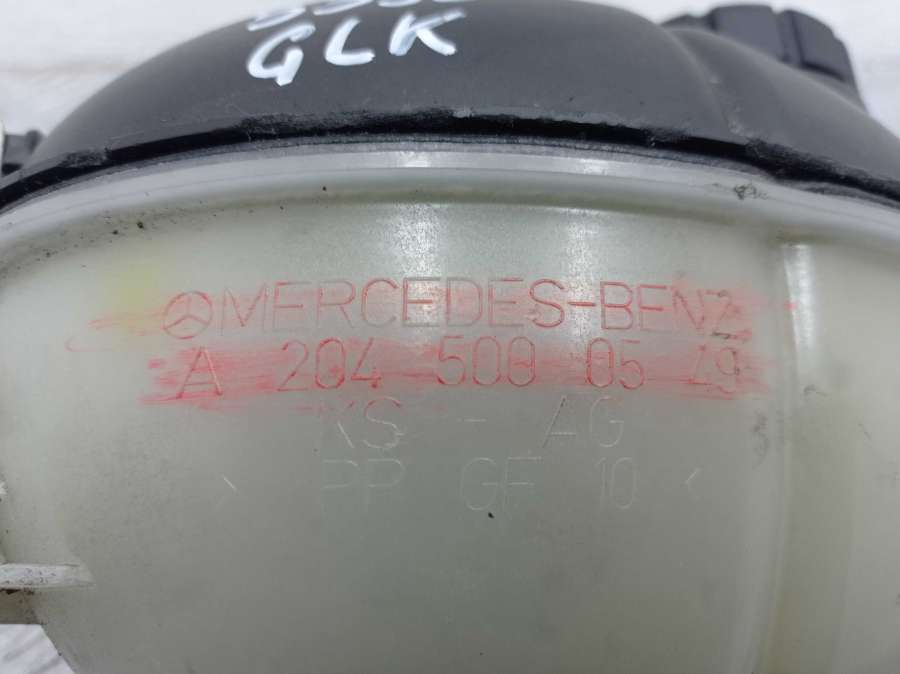 GLK
MERCEDES-BENZ
A 204 500 05 49
KS - AG
> PP GF 10 <